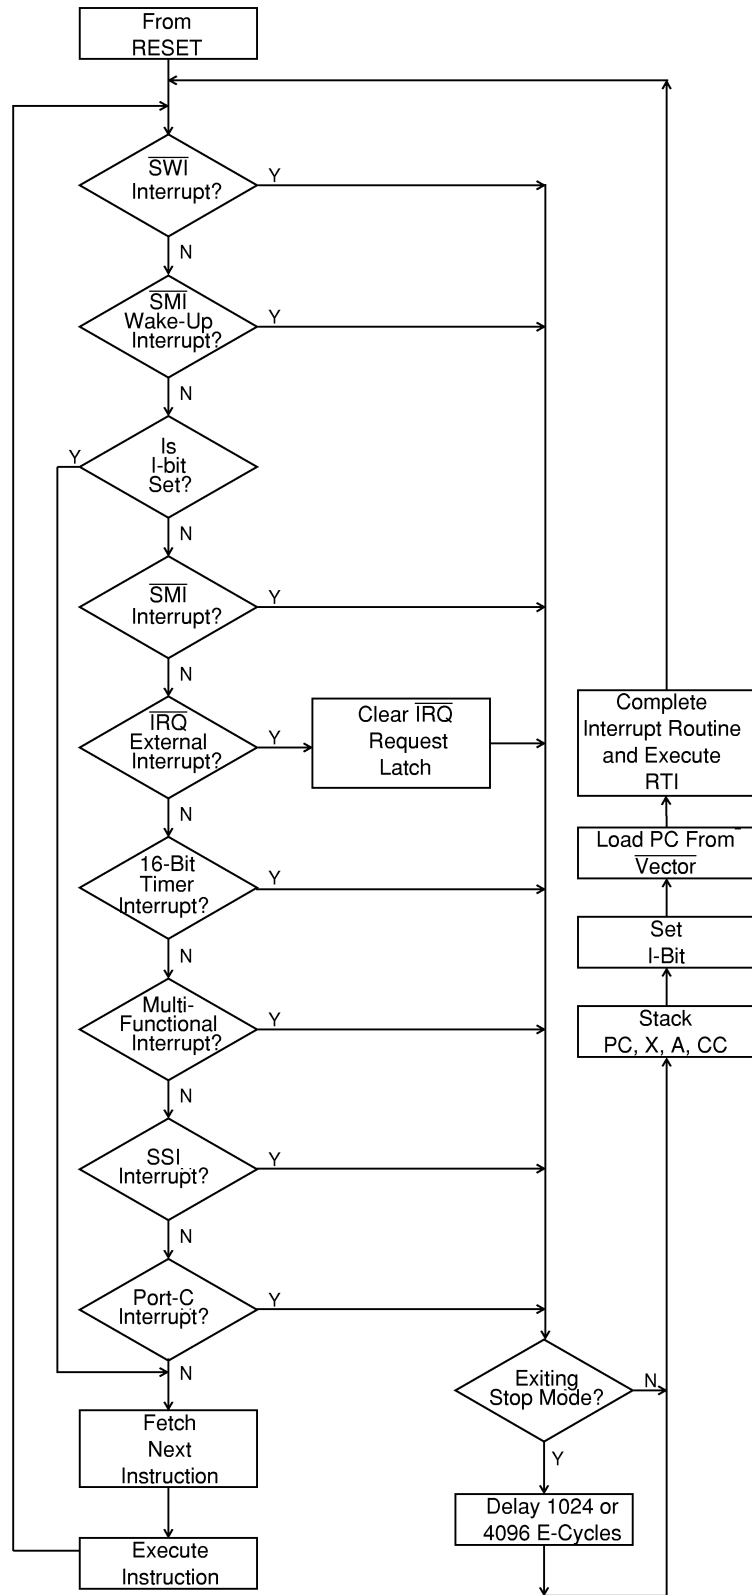 From
RESET
SWI
Interrupt?
Y
N
SMI
Wake-Up
Interrupt?
Y
N
Is
I-bit
Set?
Y
N
SMI
Interrupt?
Y
N
IRQ
External
Interrupt?
Y
N
Clear IRQ
Request
Latch
16-Bit
Timer
Interrupt?
Y
N
Multi-
Functional
Interrupt?
Y
N
SSI
Interrupt?
Y
N
Port-C
Interrupt?
Y
N
Fetch
Next
Instruction
Execute
Instruction
Exiting
Stop Mode?
N
Y
Delay 1024 or
4096 E-Cycles
Complete
Interrupt Routine
and Execute
RTI
Load PC From
Vector
Set
I-Bit
Stack
PC, X, A, CC